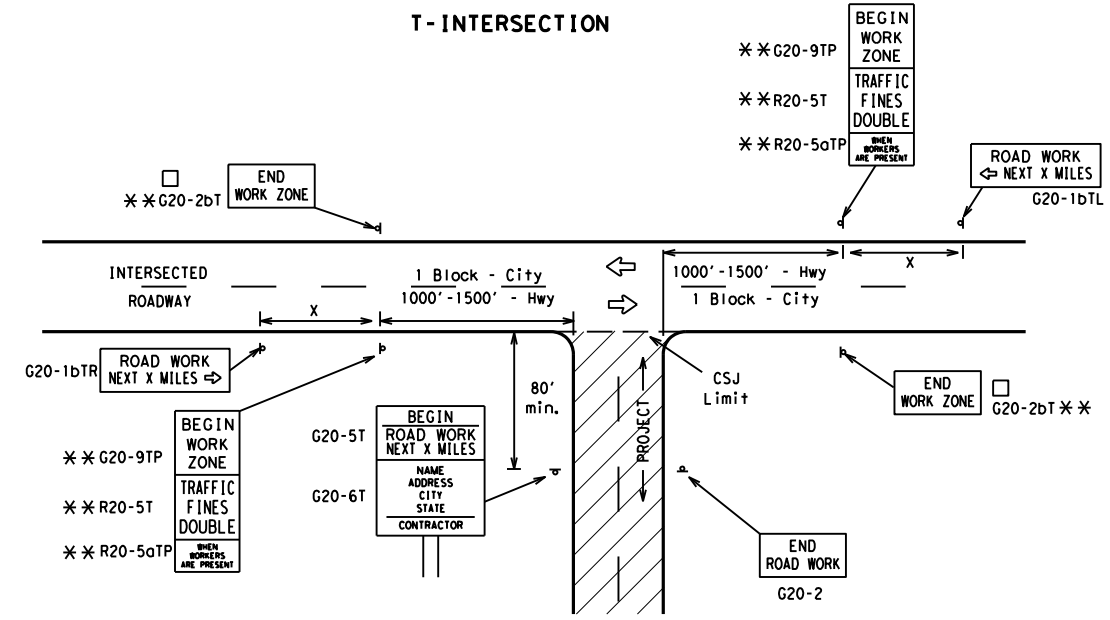 T-INTERSECTION
BEGIN
WORK
ZONE
TRAFFIC
FINES
DOUBLE
WHEN
WORKERS
ARE PRESENT
** G20-9TP
** R20-5T
** R20-5aTP
ROAD WORK
⇦ NEXT X MILES
G20-1bTL
END
WORK ZONE
□
** G20-2bT
INTERSECTED
ROADWAY
1 Block - City
1000'-1500' - Hwy
1000'-1500' - Hwy
1 Block - City
X
X
G20-1bTR
ROAD WORK
NEXT X MILES ⇨
80'
min.
CSJ
Limit
PROJECT
END
WORK ZONE
□
G20-2bT **
BEGIN
WORK
ZONE
TRAFFIC
FINES
DOUBLE
WHEN
WORKERS
ARE PRESENT
** G20-9TP
** R20-5T
** R20-5aTP
G20-5T
BEGIN
ROAD WORK
NEXT X MILES
G20-6T
NAME
ADDRESS
CITY
STATE
CONTRACTOR
END
ROAD WORK
G20-2